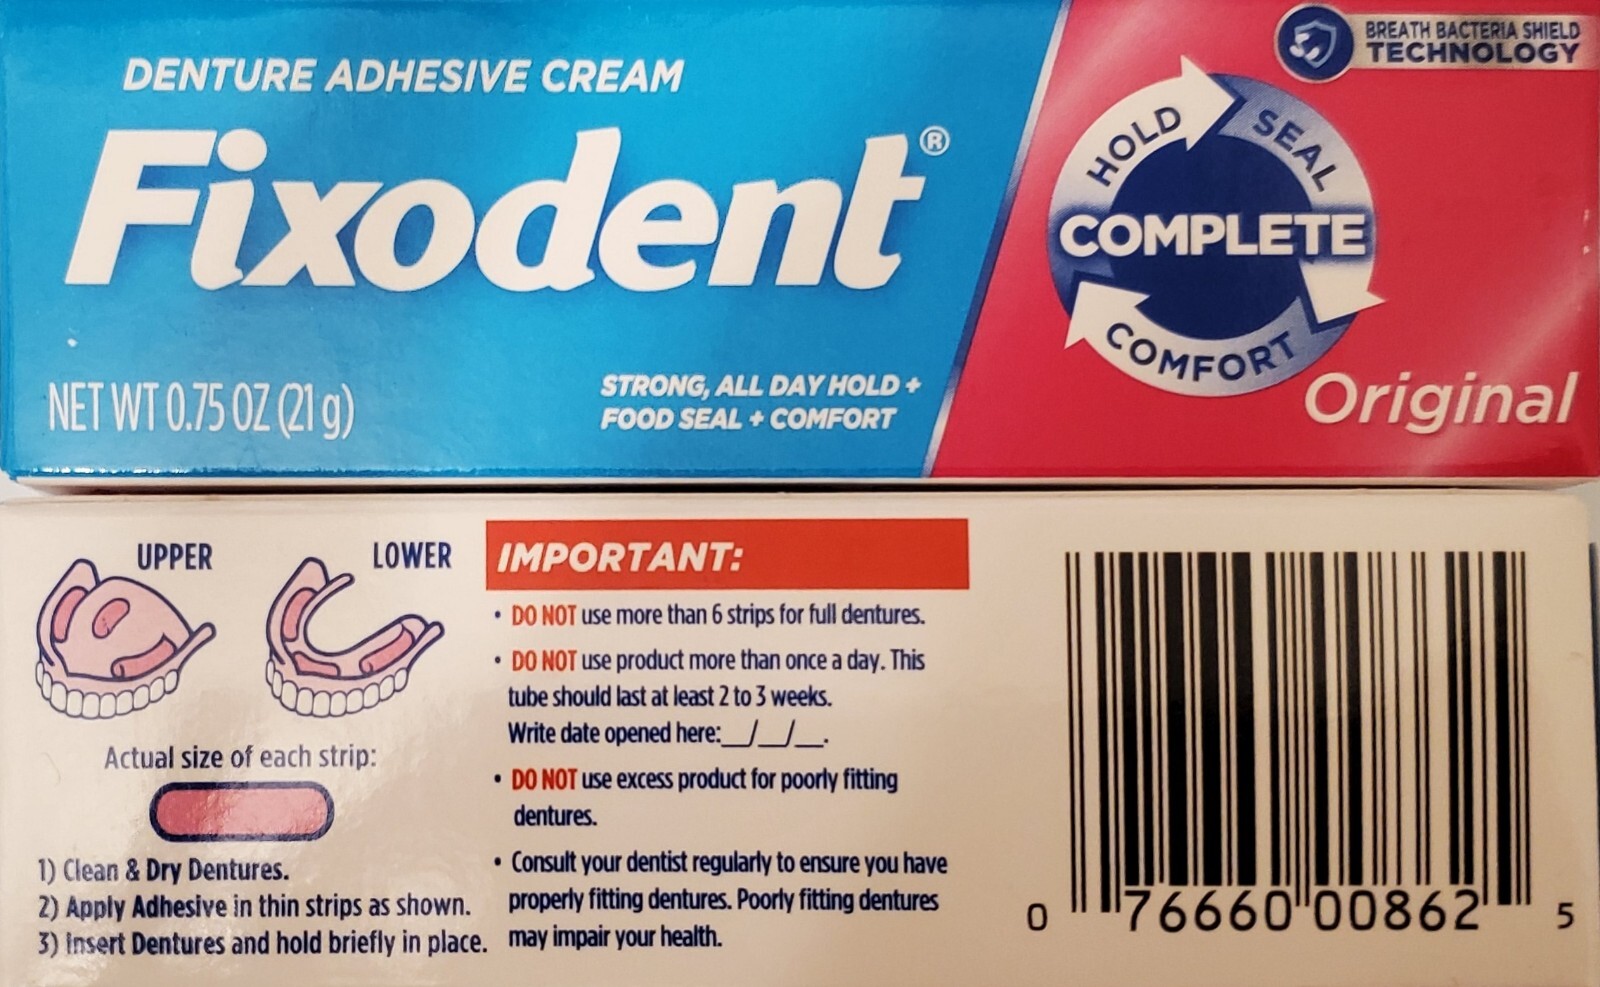 DENTURE ADHESIVE CREAM
Fixodent®
NET WT 0.75 OZ (21 g)
STRONG, ALL DAY HOLD +
FOOD SEAL + COMFORT
BREATH BACTERIA SHIELD
TECHNOLOGY
HOLD
SEAL
COMPLETE
COMFORT
Original
UPPER
LOWER
Actual size of each strip:
1) Clean & Dry Dentures.
2) Apply Adhesive in thin strips as shown.
3) Insert Dentures and hold briefly in place.
IMPORTANT:
• DO NOT use more than 6 strips for full dentures.
• DO NOT use product more than once a day. This
tube should last at least 2 to 3 weeks.
Write date opened here:__/__/__.
• DO NOT use excess product for poorly fitting
dentures.
• Consult your dentist regularly to ensure you have
properly fitting dentures. Poorly fitting dentures
may impair your health.
0 76660 00862 5